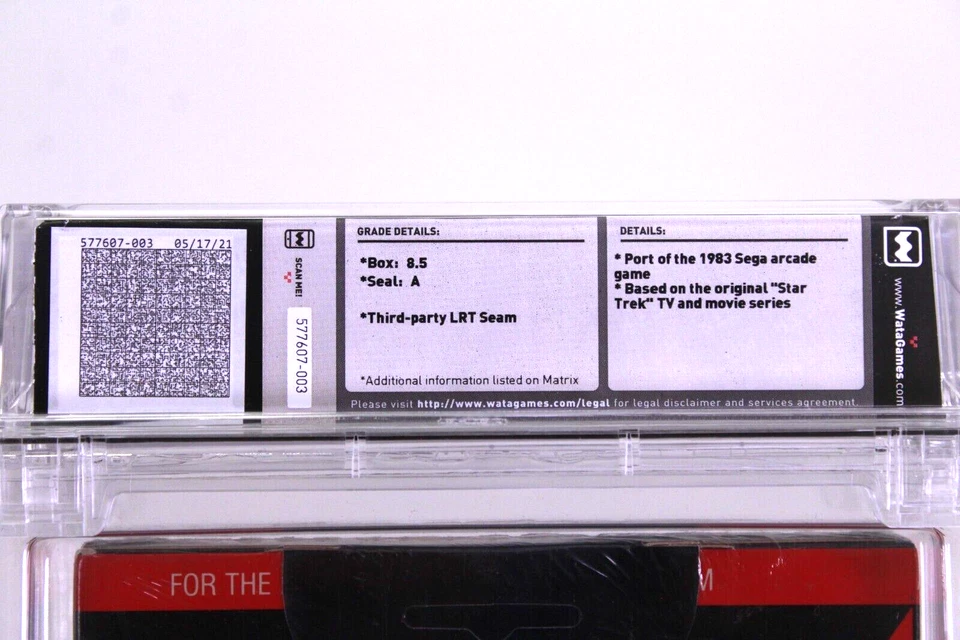 577607-003 05/17/21
SCAN ME!
577607-003
GRADE DETAILS:
*Box: 8.5
*Seal: A
*Third-party LRT Seam
*Additional information listed on Matrix
DETAILS:
* Port of the 1983 Sega arcade
game
* Based on the original "Star
Trek" TV and movie series
Please visit http://www.watagames.com/legal for legal disclaimer and services agreement.
www.WataGames.com
FOR THE M